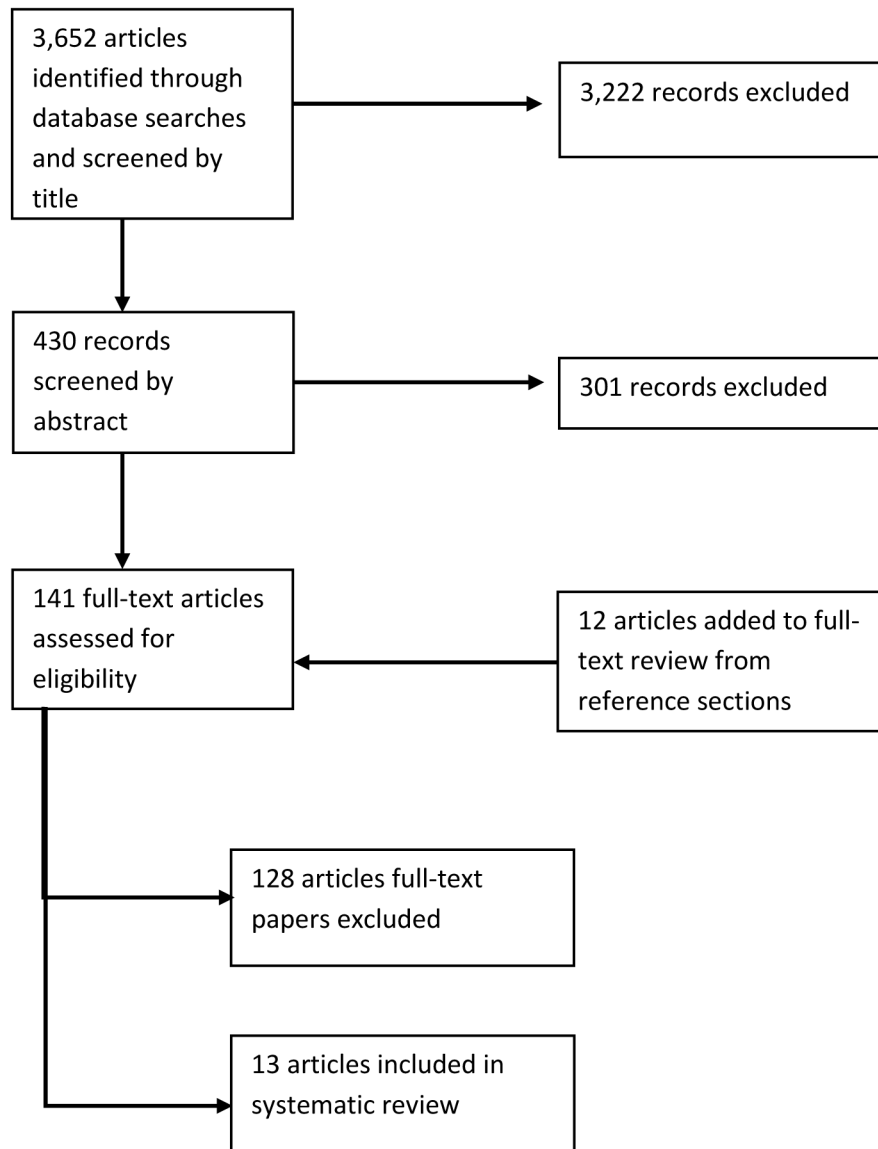 3,652 articles
identified through
database searches
and screened by
title
3,222 records excluded
430 records
screened by
abstract
301 records excluded
141 full-text articles
assessed for
eligibility
12 articles added to full-
text review from
reference sections
128 articles full-text
papers excluded
13 articles included in
systematic review